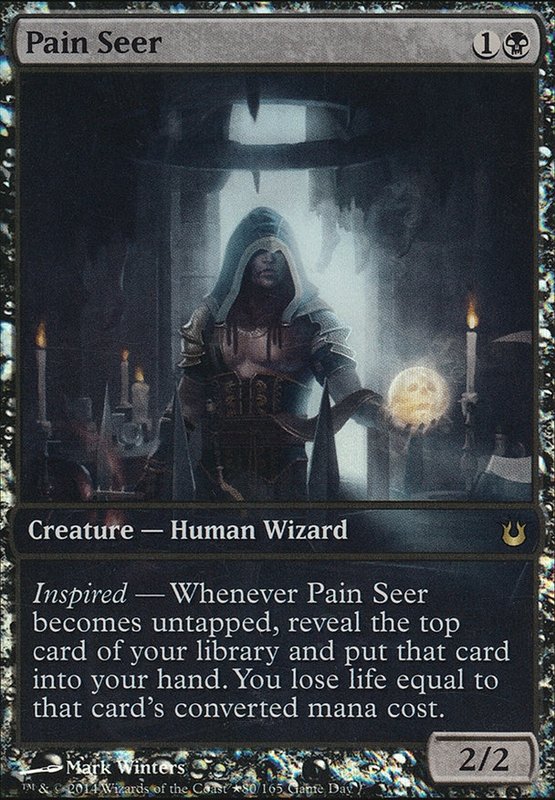 Pain Seer 1
Creature — Human Wizard
Inspired — Whenever Pain Seer
becomes untapped, reveal the top
card of your library and put that card
into your hand. You lose life equal to
that card's converted mana cost.
2/2
Mark Winters
™ & © 2014 Wizards of the Coast ★80/165 Game Day